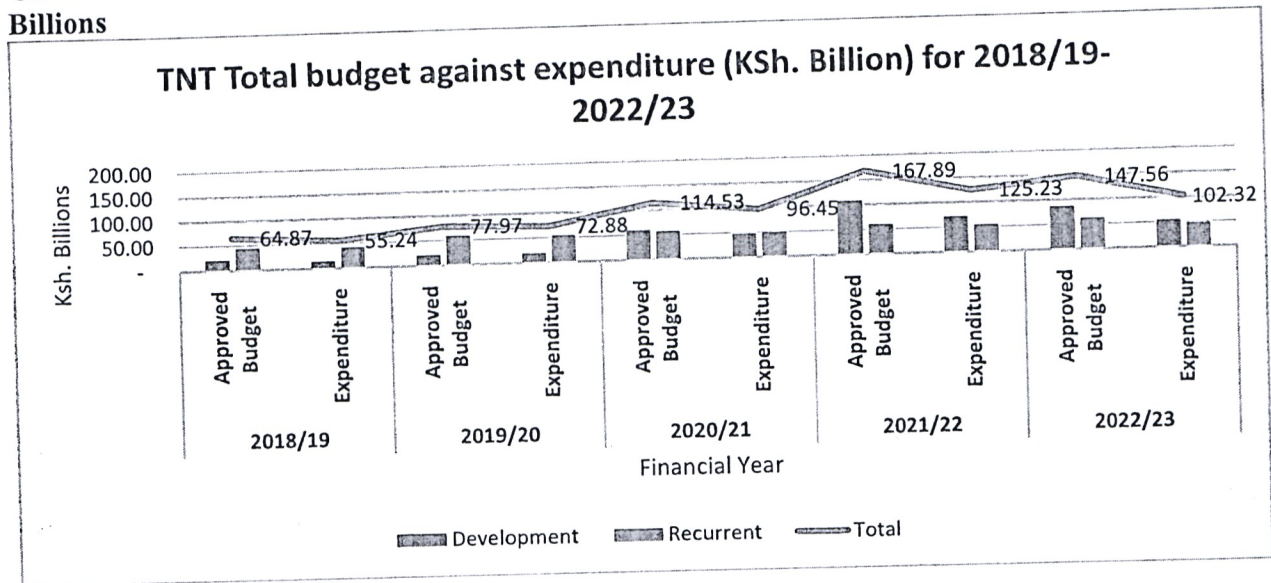 Billions
TNT Total budget against expenditure (KSh. Billion) for 2018/19-
2022/23
Ksh. Billions
200.00
150.00
100.00
50.00
-
64.87
55.24
77.97
72.88
114.53
96.45
167.89
125.23
147.56
102.32
Approved
Budget
Expenditure
Approved
Budget
Expenditure
Approved
Budget
Expenditure
Approved
Budget
Expenditure
Approved
Budget
Expenditure
2018/19
2019/20
2020/21
2021/22
2022/23
Financial Year
Development
Recurrent
Total